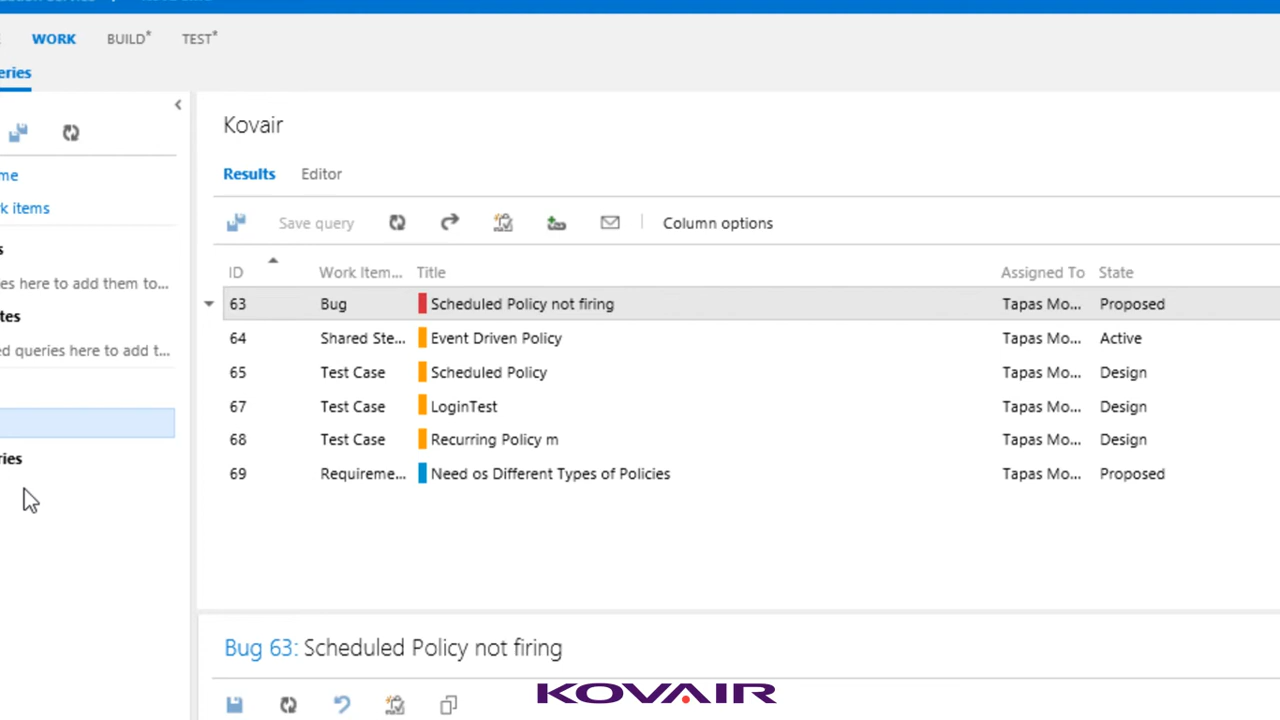 WORK BUILD* TEST*
eries
Kovair
Results Editor
Save query Column options
me
k items
s
es here to add them to...
tes
ed queries here to add t...
ries
ID Work Item... Title Assigned To State
63 Bug Scheduled Policy not firing Tapas Mo... Proposed
64 Shared Ste... Event Driven Policy Tapas Mo... Active
65 Test Case Scheduled Policy Tapas Mo... Design
67 Test Case LoginTest Tapas Mo... Design
68 Test Case Recurring Policy m Tapas Mo... Design
69 Requireme... Need os Different Types of Policies Tapas Mo... Proposed
Bug 63: Scheduled Policy not firing
KOVAIR